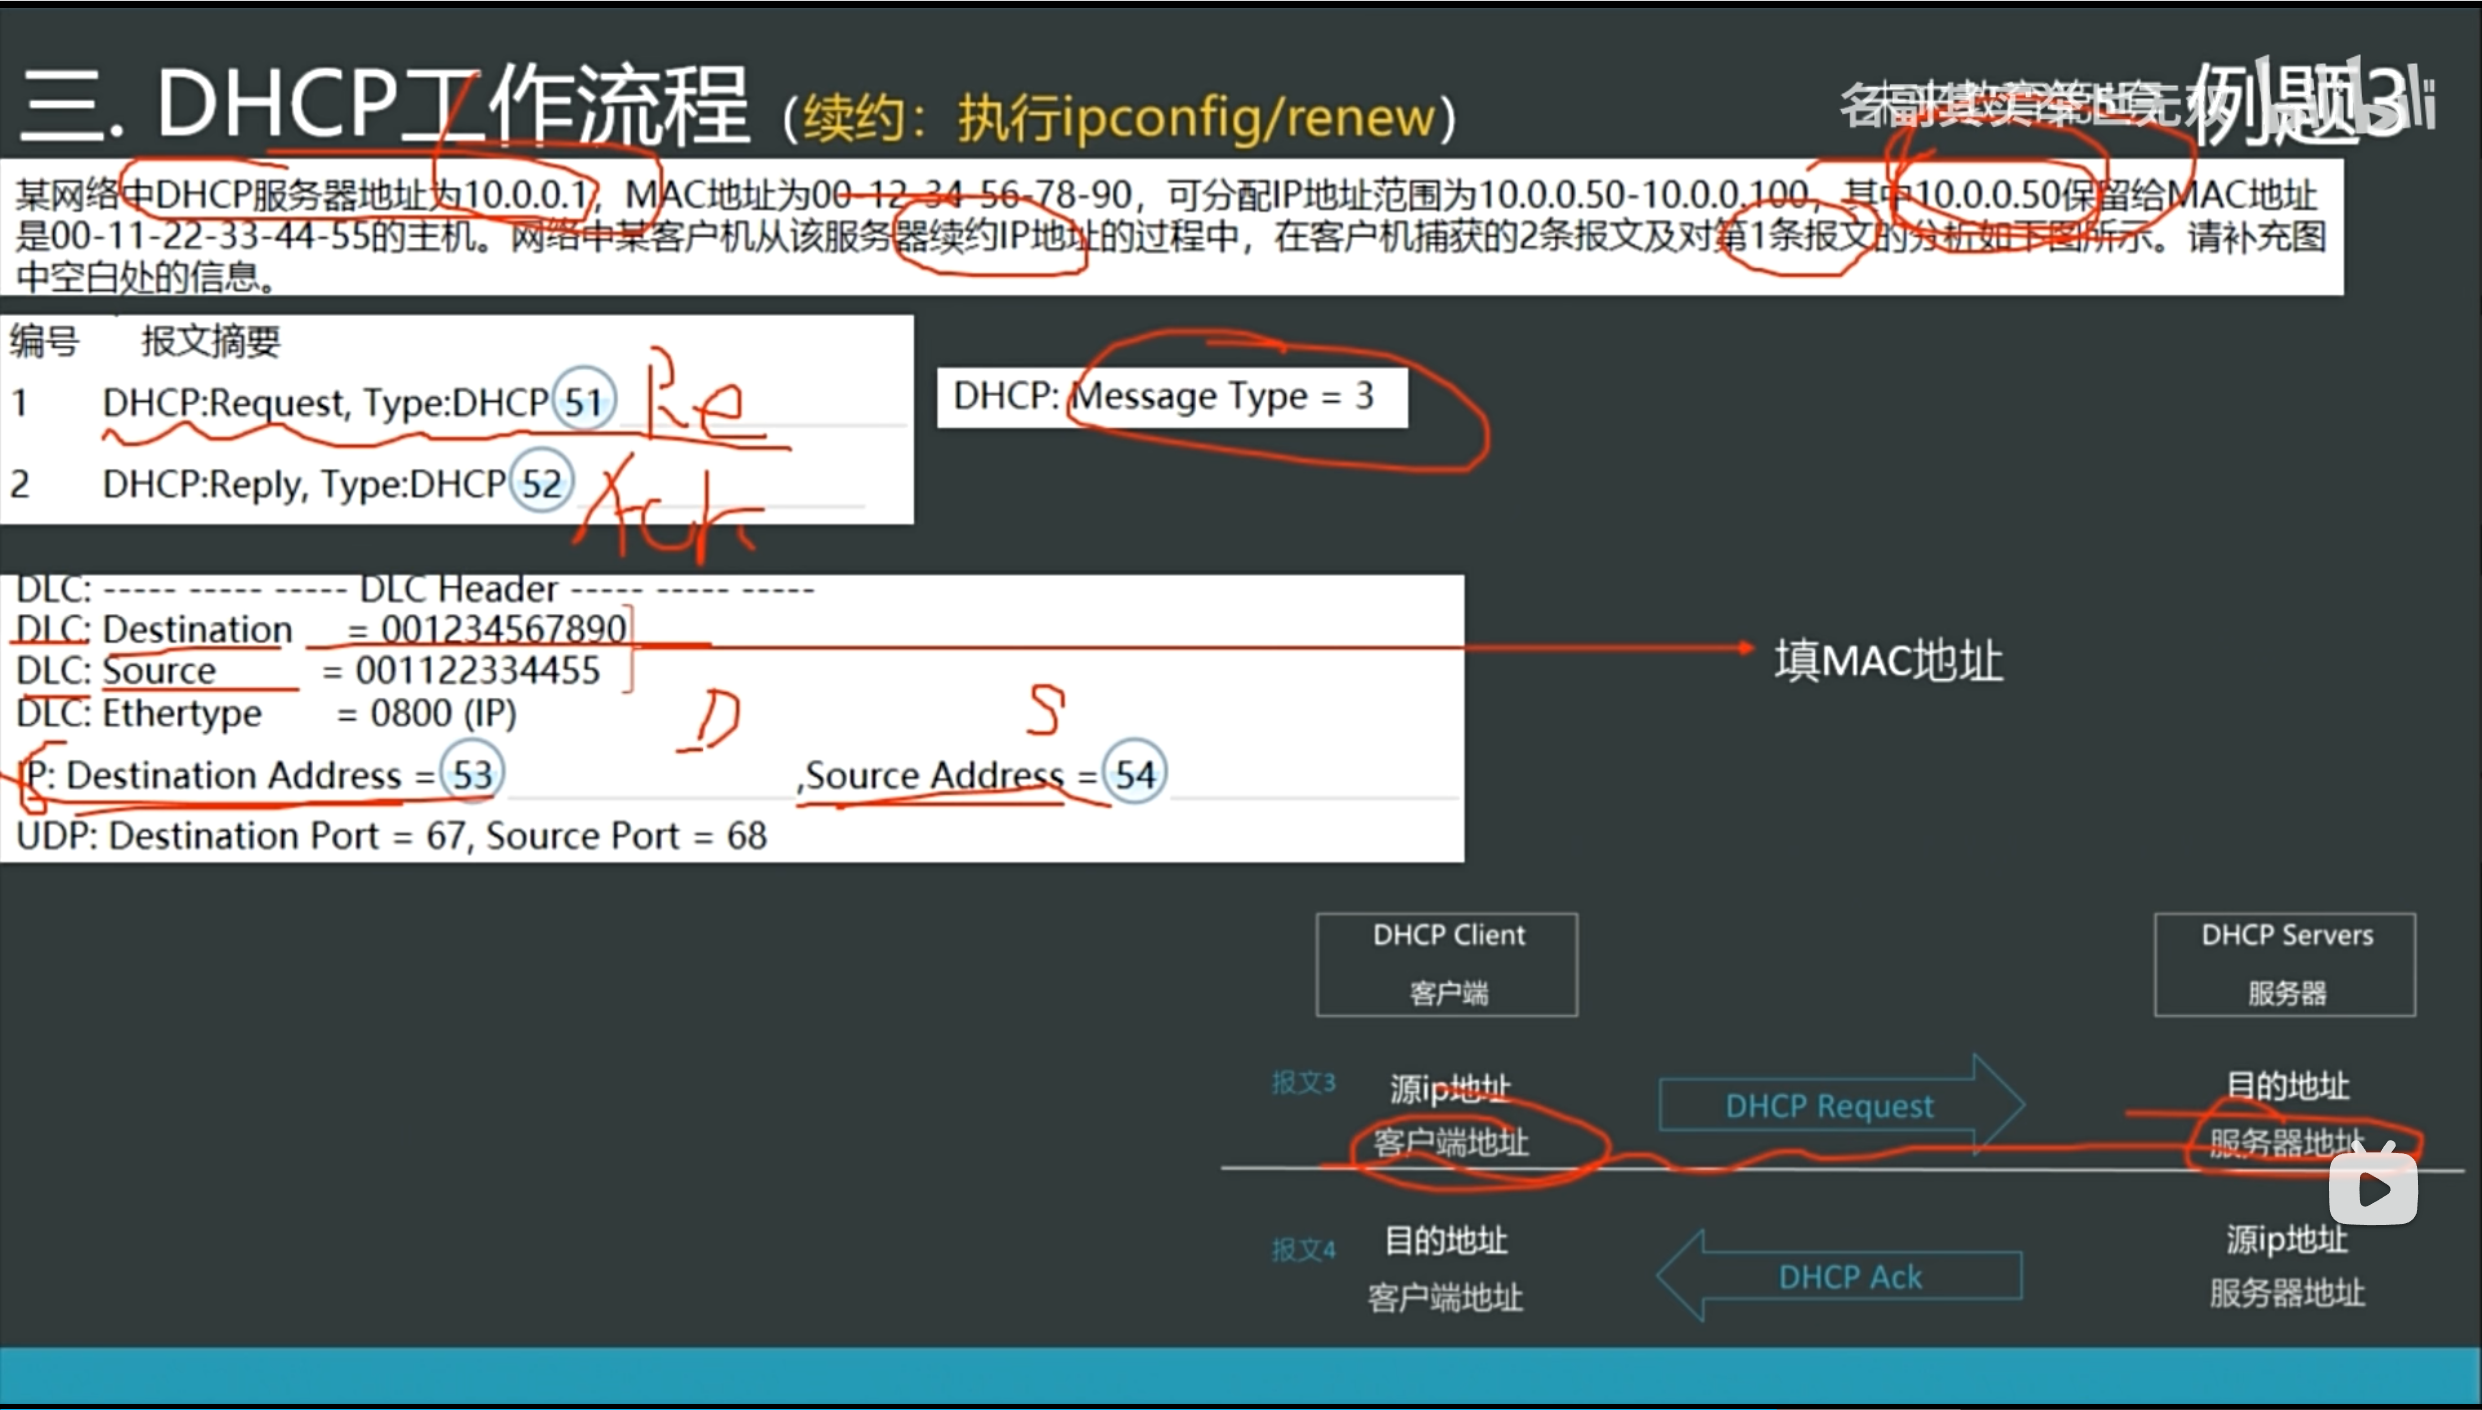 三. DHCP工作流程（续约：执行ipconfig/renew）
例题3
某网络中DHCP服务器地址为10.0.0.1，MAC地址为00-12-34-56-78-90，可分配IP地址范围为10.0.0.50-10.0.0.100，其中10.0.0.50保留给MAC地址
是00-11-22-33-44-55的主机。网络中某客户机从该服务器续约IP地址的过程中，在客户机捕获的2条报文及对第1条报文的分析如下图所示。请补充图
中空白处的信息。
编号 报文摘要
1 DHCP:Request, Type:DHCP 51 Re
2 DHCP:Reply, Type:DHCP 52 Ack
DHCP: Message Type = 3
DLC: ----- ----- ----- DLC Header ----- ----- -----
DLC: Destination = 001234567890
DLC: Source = 001122334455
填MAC地址
DLC: Ethertype = 0800 (IP)
D S
IP: Destination Address = 53 ,Source Address = 54
UDP: Destination Port = 67, Source Port = 68
DHCP Client
客户端
DHCP Servers
服务器
报文3 源ip地址 DHCP Request 目的地址
客户端地址 服务器地址
报文4 目的地址 DHCP Ack 源ip地址
客户端地址 服务器地址